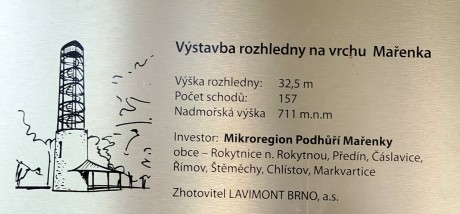 Výstavba rozhledny na vrchu Mařenka
Výška rozhledny: 32,5 m
Počet schodů: 157
Nadmořská výška 711 m.n.m
Investor: Mikroregion Podhůří Mařenky
obce – Rokytnice n. Rokytnou, Předín, Čáslavice,
Římov, Štěměchy, Chlístov, Markvartice
Zhotovitel LAVIMONT BRNO, a.s.